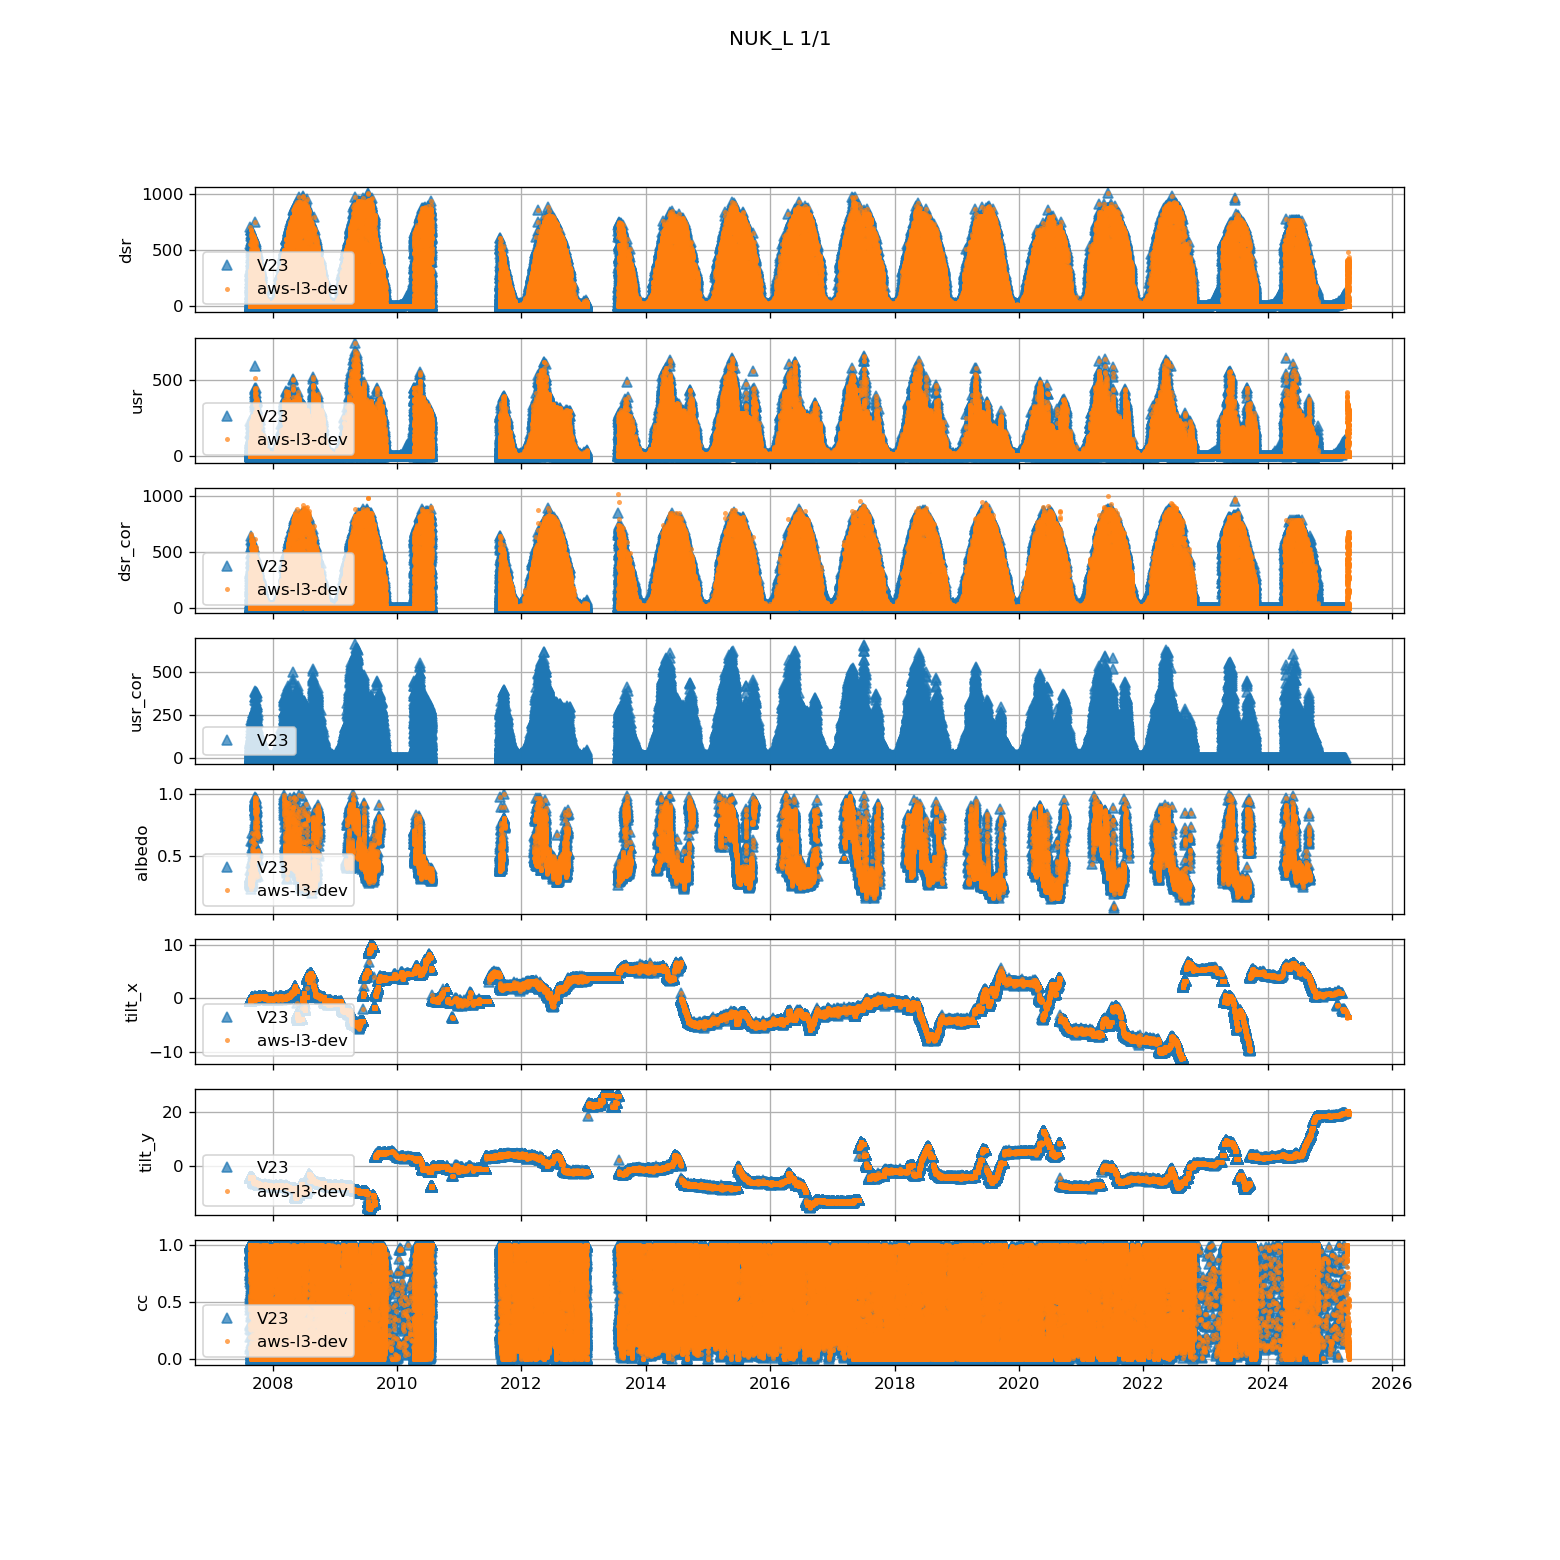 NUK_L 1/1
1000
500
0
dsr
V23
aws-l3-dev
500
0
usr
V23
aws-l3-dev
1000
500
0
dsr_cor
V23
aws-l3-dev
500
250
0
usr_cor
V23
1.0
0.5
albedo
V23
aws-l3-dev
10
0
−10
tilt_x
V23
aws-l3-dev
20
0
tilt_y
V23
aws-l3-dev
1.0
0.5
0.0
cc
V23
aws-l3-dev
2008 2010 2012 2014 2016 2018 2020 2022 2024 2026